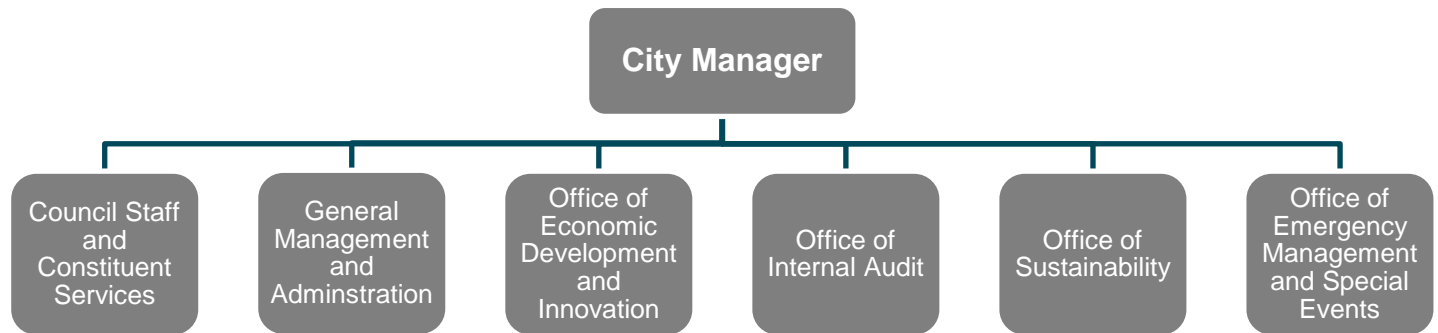 City Manager
Council Staff
and
Constituent
Services
General
Management
and
Adminstration
Office of
Economic
Development
and
Innovation
Office of
Internal Audit
Office of
Sustainability
Office of
Emergency
Management
and Special
Events